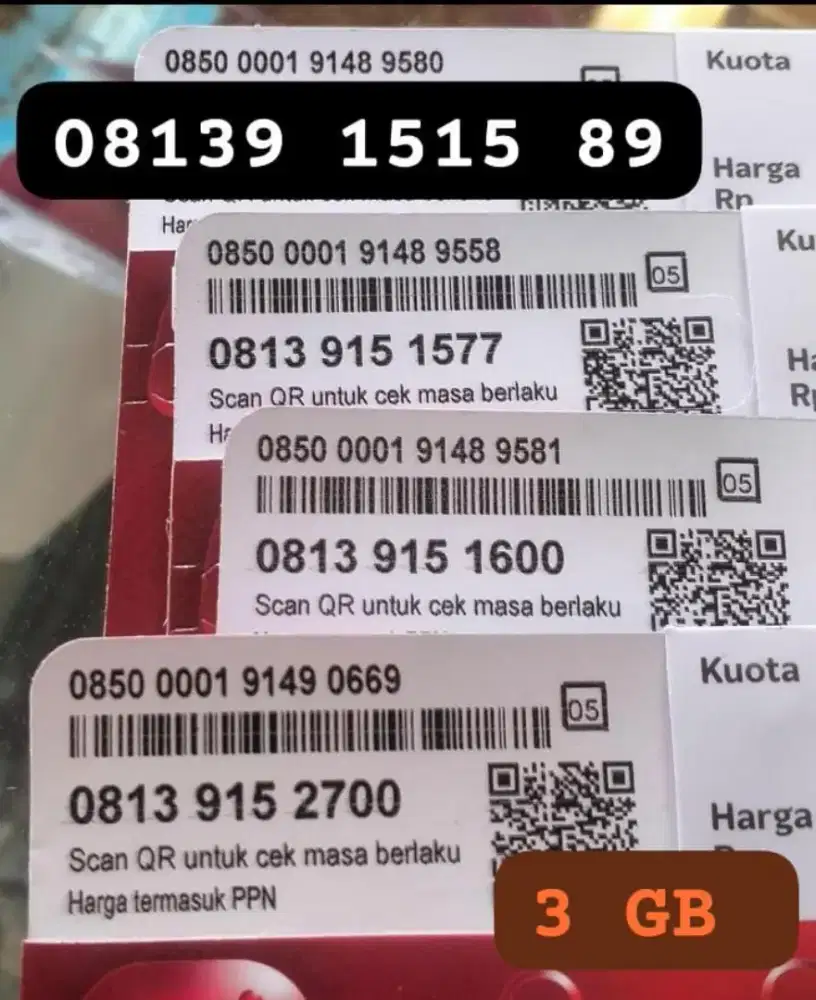 0850 0001 9148 9580
Kuota
08139 1515 89
Harga
Rp
0850 0001 9148 9558
05
0813 915 1577
Scan QR untuk cek masa berlaku
0850 0001 9148 9581
05
0813 915 1600
Scan QR untuk cek masa berlaku
0850 0001 9149 0669
05
Kuota
0813 915 2700
Harga
Scan QR untuk cek masa berlaku
Harga termasuk PPN
3 GB